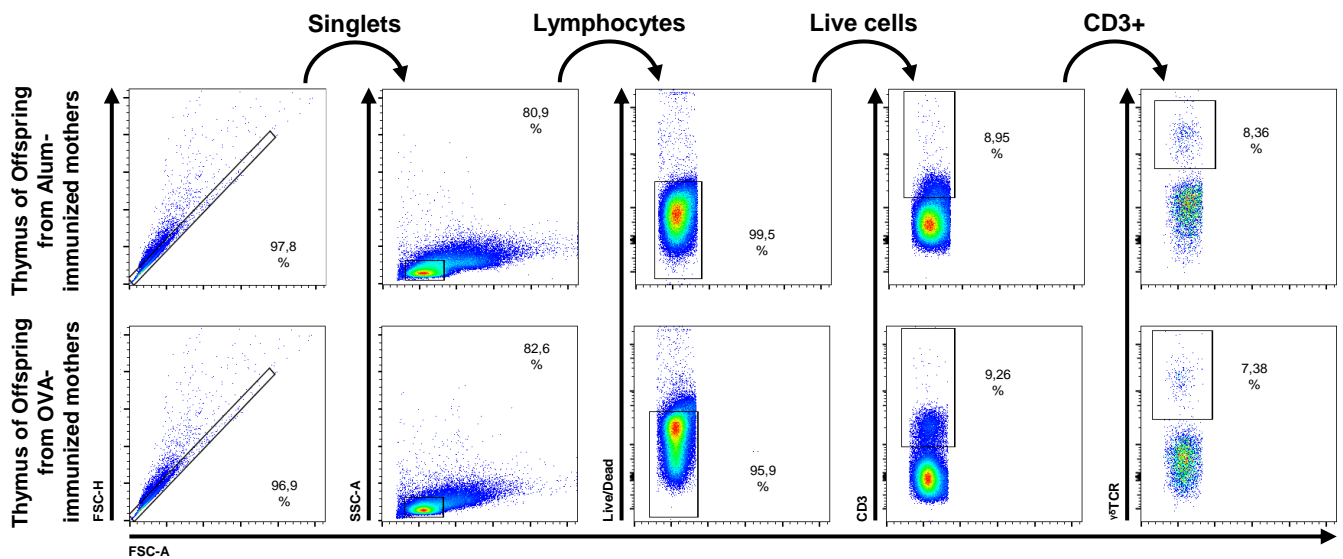 Singlets
Lymphocytes
Live cells
CD3+
Thymus of Offspring
from Alum-
immunized mothers
97,8
%
80,9
%
99,5
%
8,95
%
8,36
%
Thymus of Offspring
from OVA-
immunized mothers
FSC-H
96,9
%
SSC-A
82,6
%
Live/Dead
95,9
%
CD3
9,26
%
γδTCR
7,38
%
FSC-A